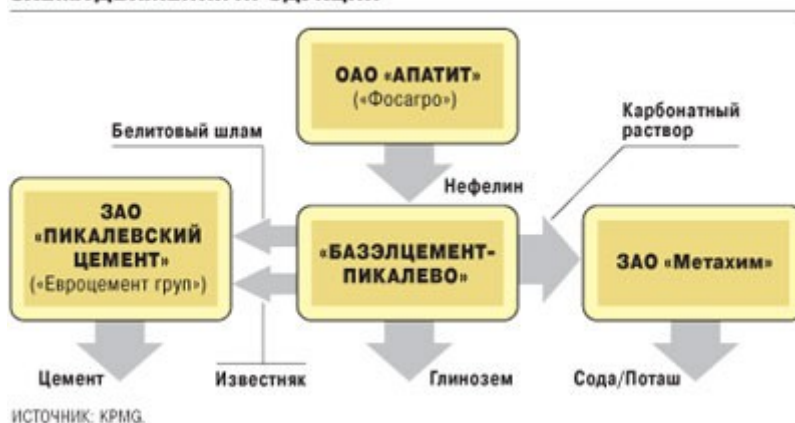 ОАО «АПАТИТ»
(«Фосагро»)
Белитовый шлам
Карбонатный
раствор
Нефелин
ЗАО
«ПИКАЛЕВСКИЙ
ЦЕМЕНТ»
(«Евроцемент груп»)
«БАЗЭЛЦЕМЕНТ-
ПИКАЛЕВО»
ЗАО «Метахим»
Цемент
Известняк
Глинозем
Сода/Поташ
ИСТОЧНИК: KPMG.